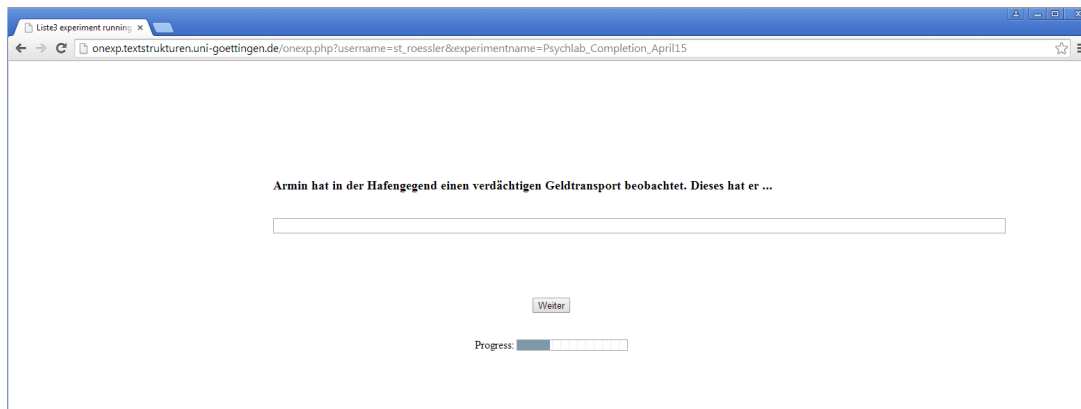 Liste3 experiment running
onexp.textstrukturen.uni-goettingen.de/onexp.php?username=st_roessler&experimentname=Psychlab_Completion_April15
Armin hat in der Hafengegend einen verdächtigen Geldtransport beobachtet. Dieses hat er ...
Weiter
Progress: